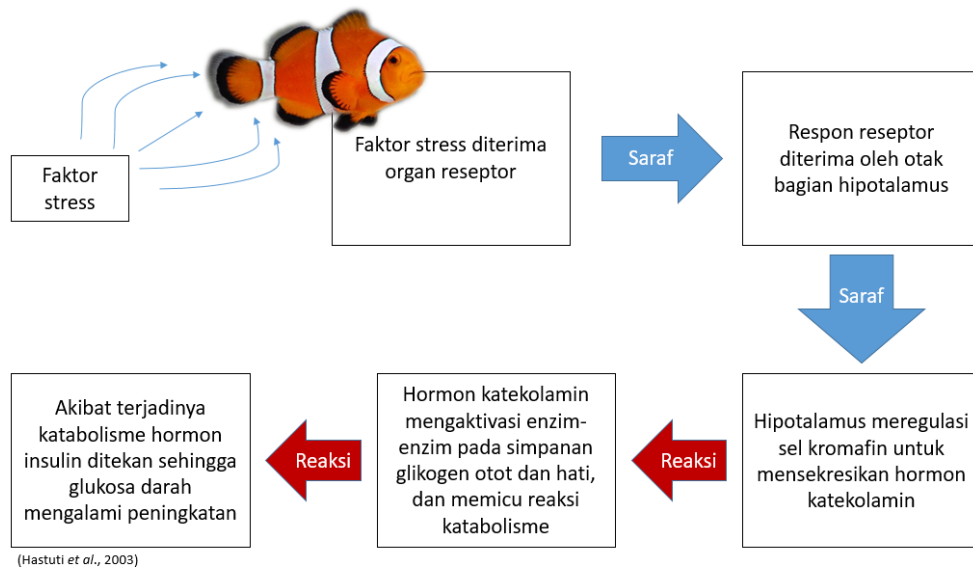 Faktor
stress
Faktor stress diterima
organ reseptor
Saraf
Respon reseptor
diterima oleh otak
bagian hipotalamus
Saraf
Hipotalamus meregulasi
sel kromafin untuk
mensekresikan hormon
katekolamin
Reaksi
Hormon katekolamin
mengaktivasi enzim-
enzim pada simpanan
glikogen otot dan hati,
dan memicu reaksi
katabolisme
Reaksi
Akibat terjadinya
katabolisme hormon
insulin ditekan sehingga
glukosa darah
mengalami peningkatan
(Hastuti et al., 2003)